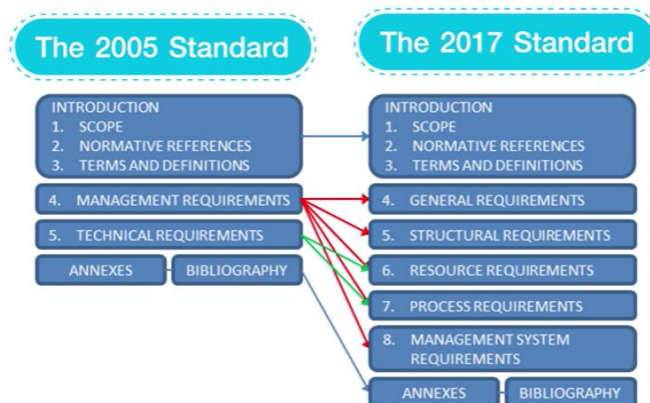 The 2005 Standard
INTRODUCTION
1. SCOPE
2. NORMATIVE REFERENCES
3. TERMS AND DEFINITIONS
4. MANAGEMENT REQUIREMENTS
5. TECHNICAL REQUIREMENTS
ANNEXES BIBLIOGRAPHY
The 2017 Standard
INTRODUCTION
1. SCOPE
2. NORMATIVE REFERENCES
3. TERMS AND DEFINITIONS
4. GENERAL REQUIREMENTS
5. STRUCTURAL REQUIREMENTS
6. RESOURCE REQUIREMENTS
7. PROCESS REQUIREMENTS
8. MANAGEMENT SYSTEM
REQUIREMENTS
ANNEXES BIBLIOGRAPHY